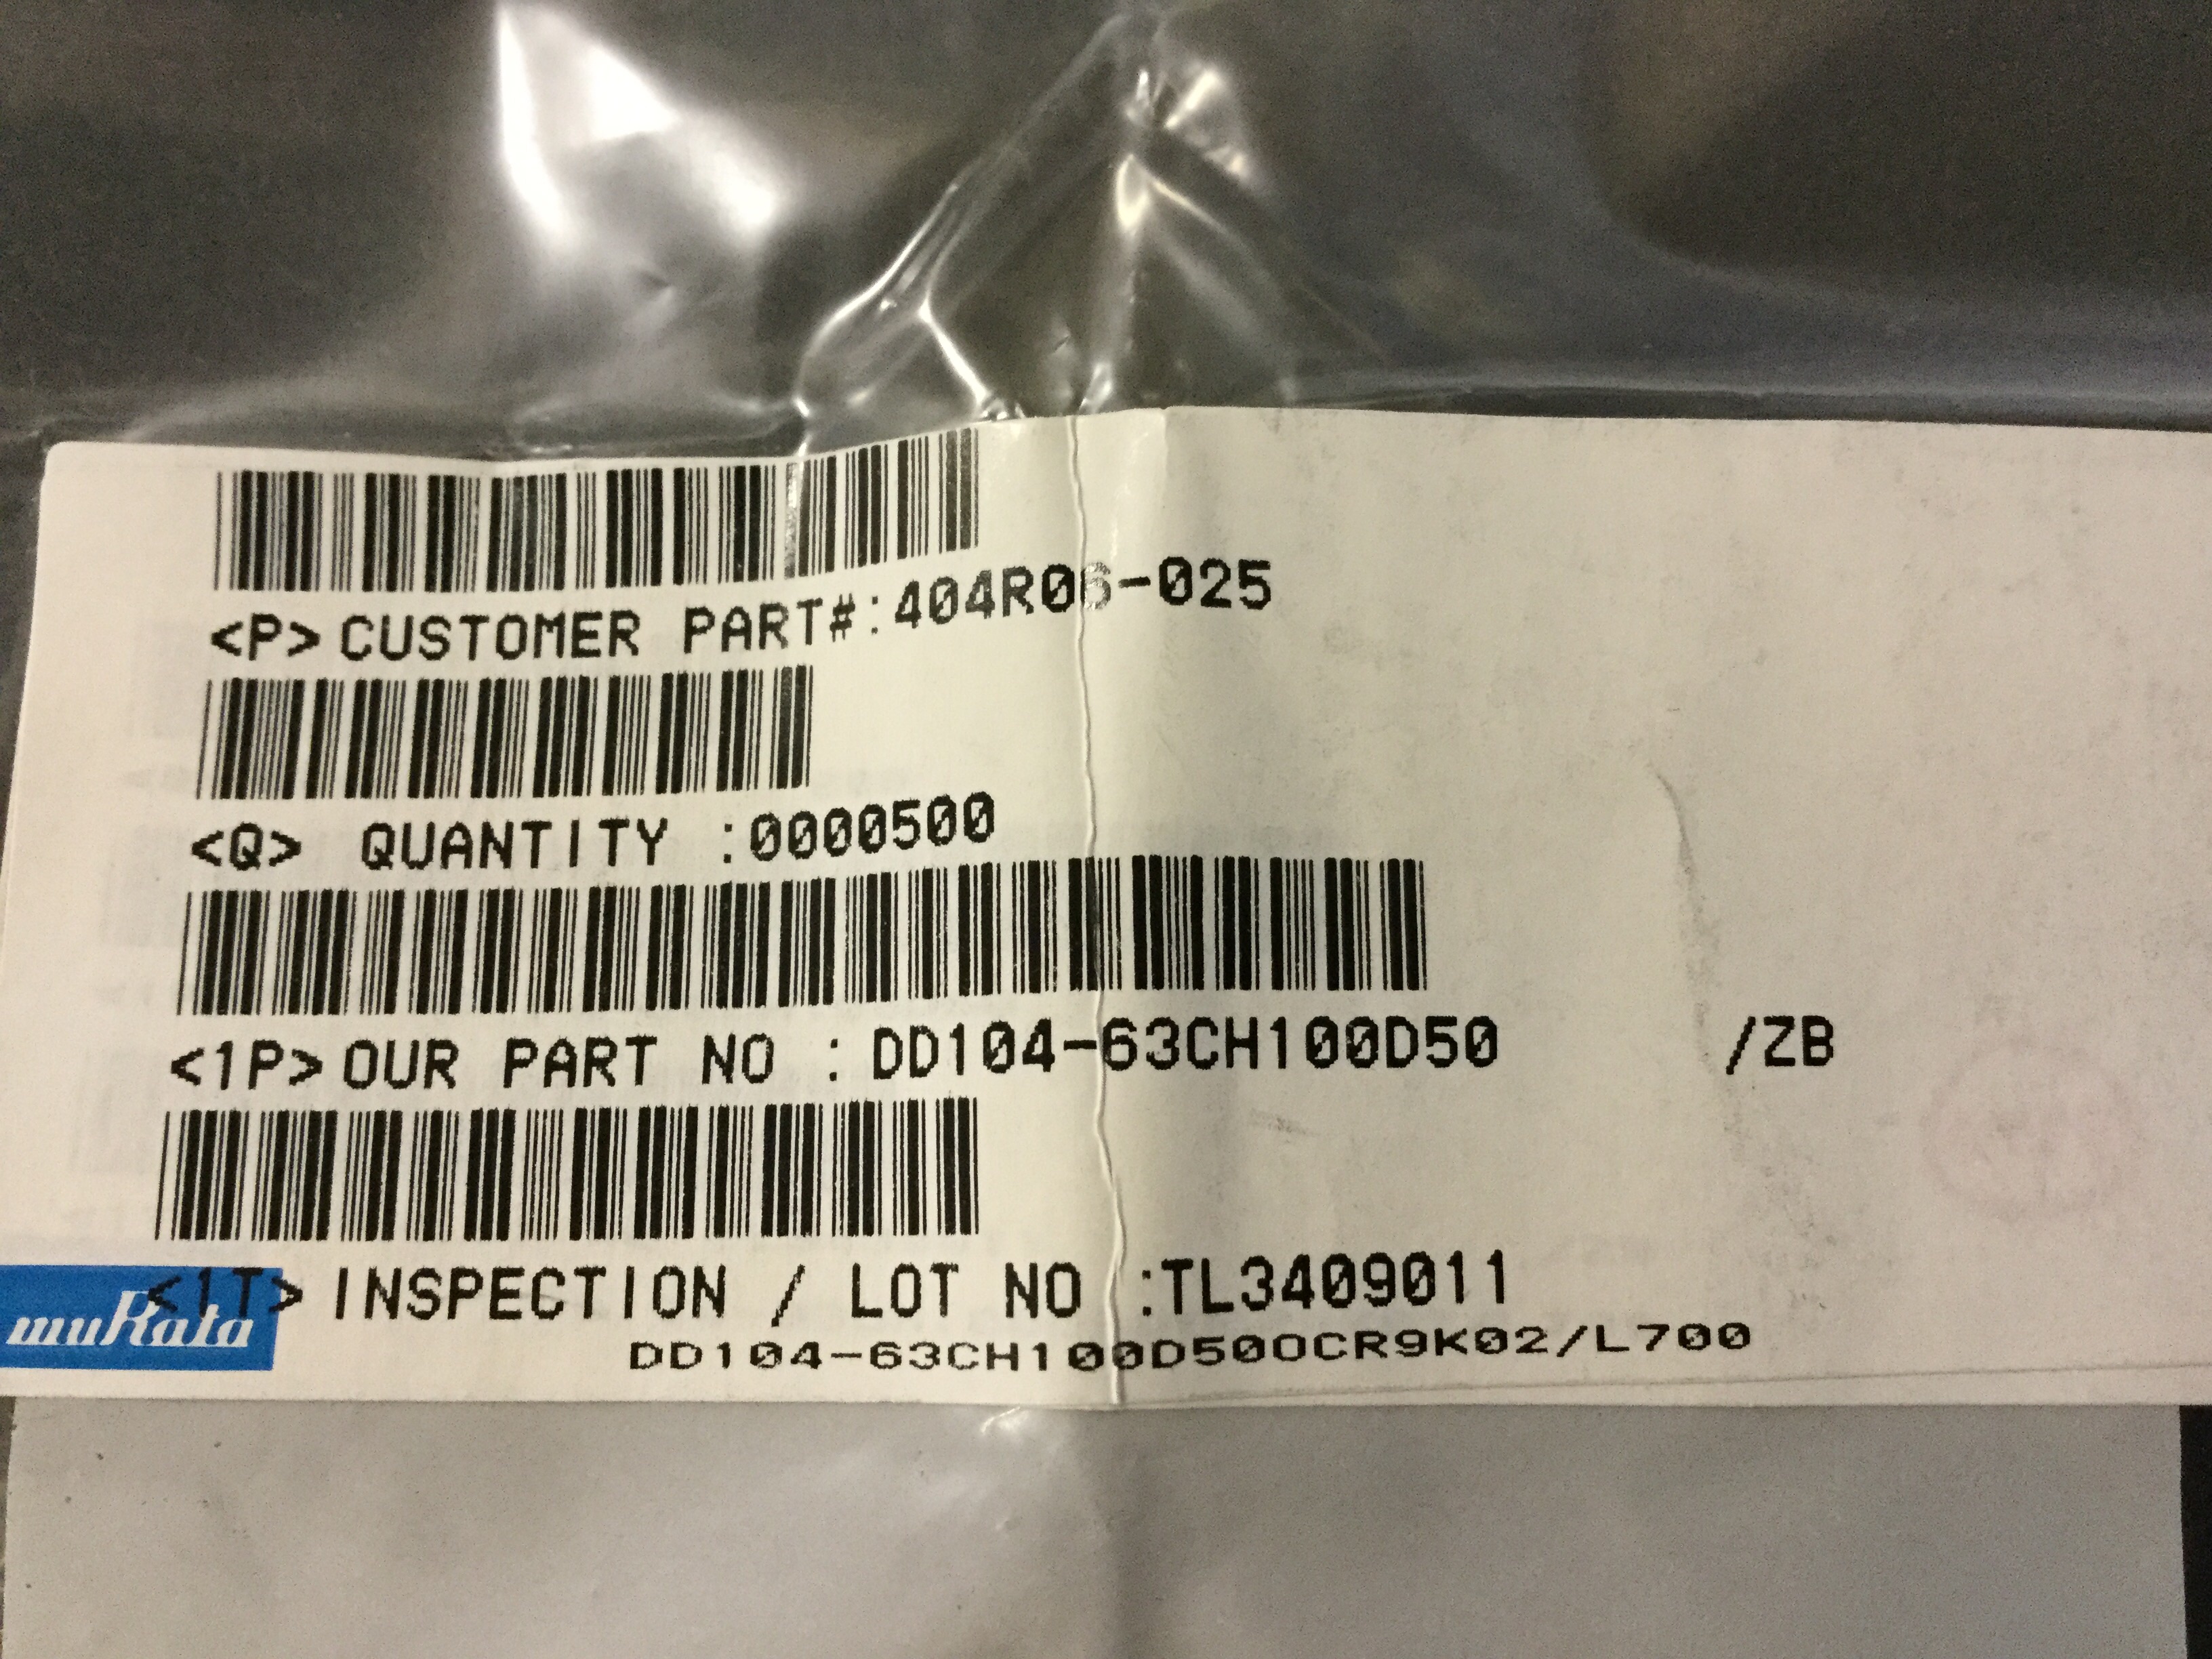 <P> CUSTOMER PART#:404R06-025
<Q> QUANTITY :0000500
<1P> OUR PART NO : DD104-63CH100D50 /ZB
<1T> INSPECTION / LOT NO :TL3409011
muRata
DD104-63CH100D50OCR9K02/L700